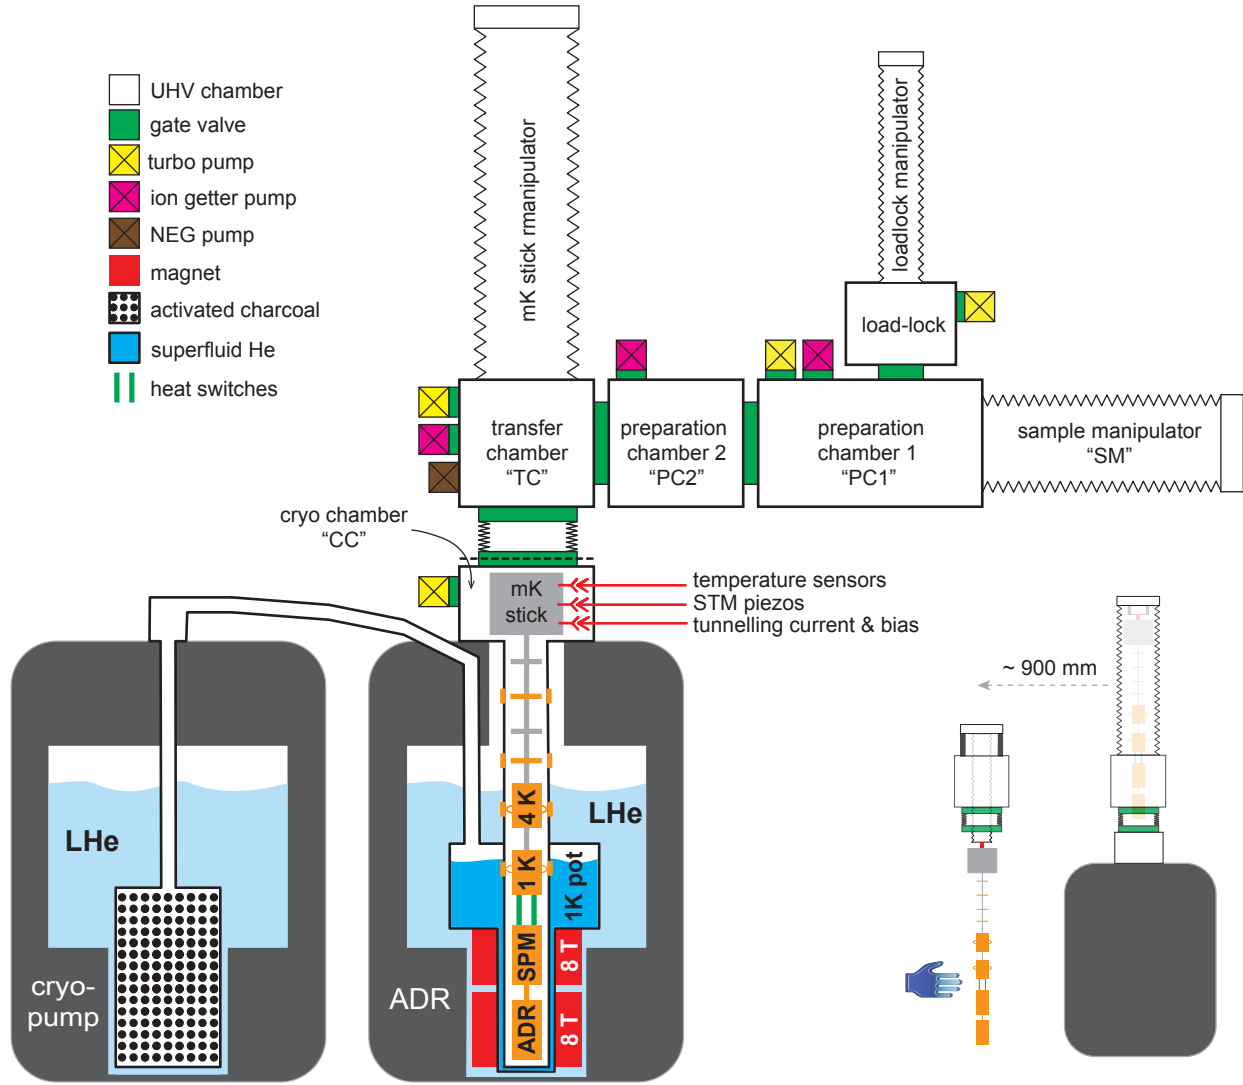 UHV chamber
gate valve
turbo pump
ion getter pump
NEG pump
magnet
activated charcoal
superfluid He
heat switches
mK stick rmanipulator
loadlock manipulator
load-lock
transfer
chamber
“TC”
preparation
chamber 2
“PC2”
preparation
chamber 1
“PC1”
sample manipulator
“SM”
cryo chamber
“CC”
mK
stick
temperature sensors
STM piezos
tunnelling current & bias
~ 900 mm
LHe
cryo-
pump
LHe
4 K
1 K
1K pot
SPM
8 T
ADR
ADR
8 T